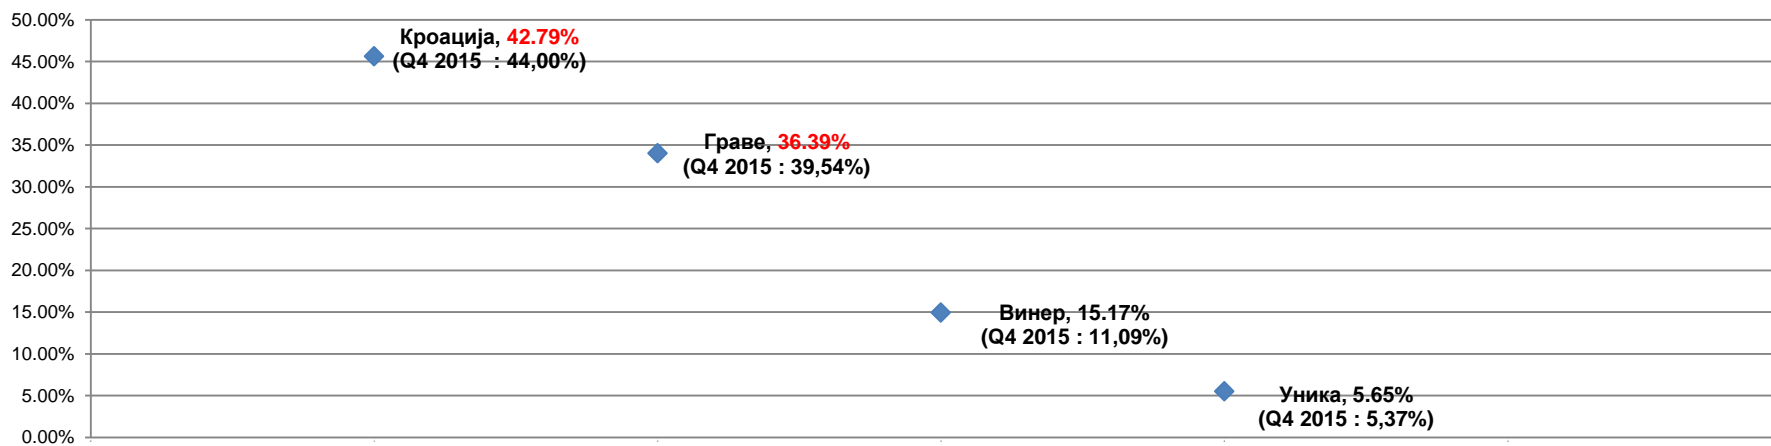 50.00%
45.00%
40.00%
35.00%
30.00%
25.00%
20.00%
15.00%
10.00%
5.00%
0.00%
Кроација, 42.79%
(Q4 2015 : 44,00%)
Граве, 36.39%
(Q4 2015 : 39,54%)
Винер, 15.17%
(Q4 2015 : 11,09%)
Уника, 5.65%
(Q4 2015 : 5,37%)